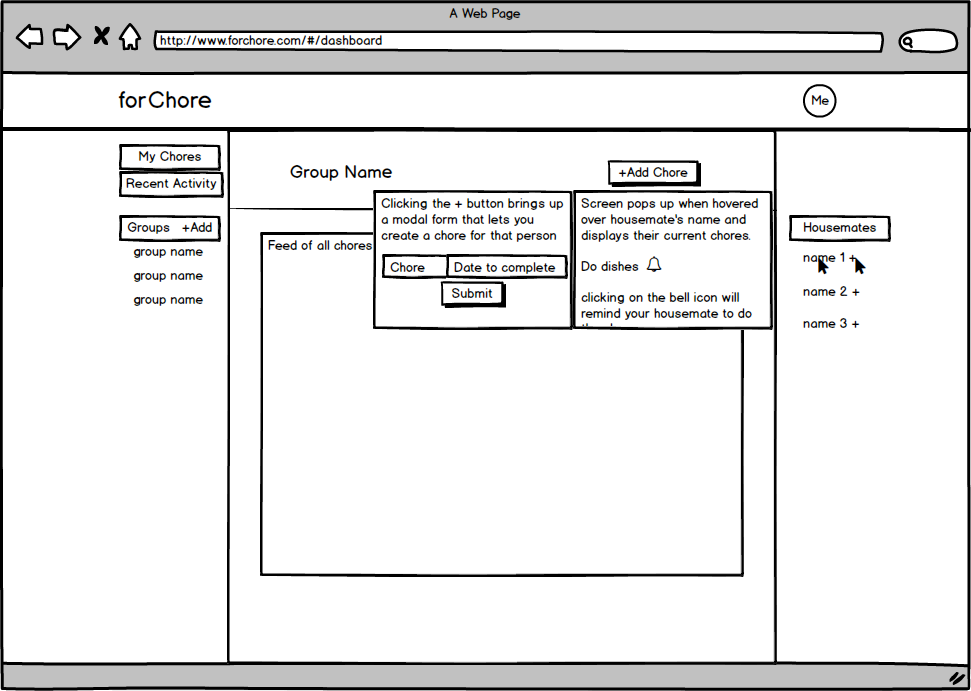 A Web Page
http://www.forchore.com/#/dashboard
forChore
Me
My Chores
Recent Activity
Groups +Add
group name
group name
group name
Group Name
+Add Chore
Feed of all chores
Clicking the + button brings up
a modal form that lets you
create a chore for that person
Chore
Date to complete
Submit
Screen pops up when hovered
over housemate's name and
displays their current chores.
Do dishes
clicking on the bell icon will
remind your housemate to do
Housemates
name 1 +
name 2 +
name 3 +